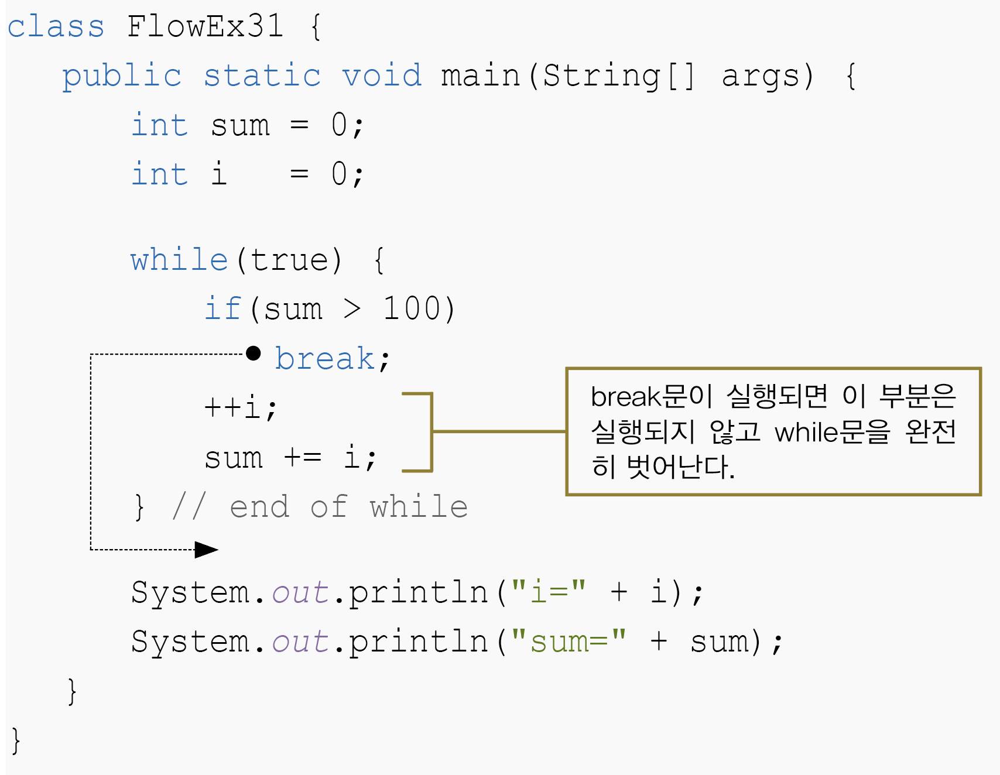 class FlowEx31 {
public static void main(String[] args) {
int sum = 0;
int i   = 0;
while(true) {
if(sum > 100)
break;
++i;
sum += i;
} // end of while
break문이 실행되면 이 부분은
실행되지 않고 while문을 완전
히 벗어난다.
System.out.println("i=" + i);
System.out.println("sum=" + sum);
}
}